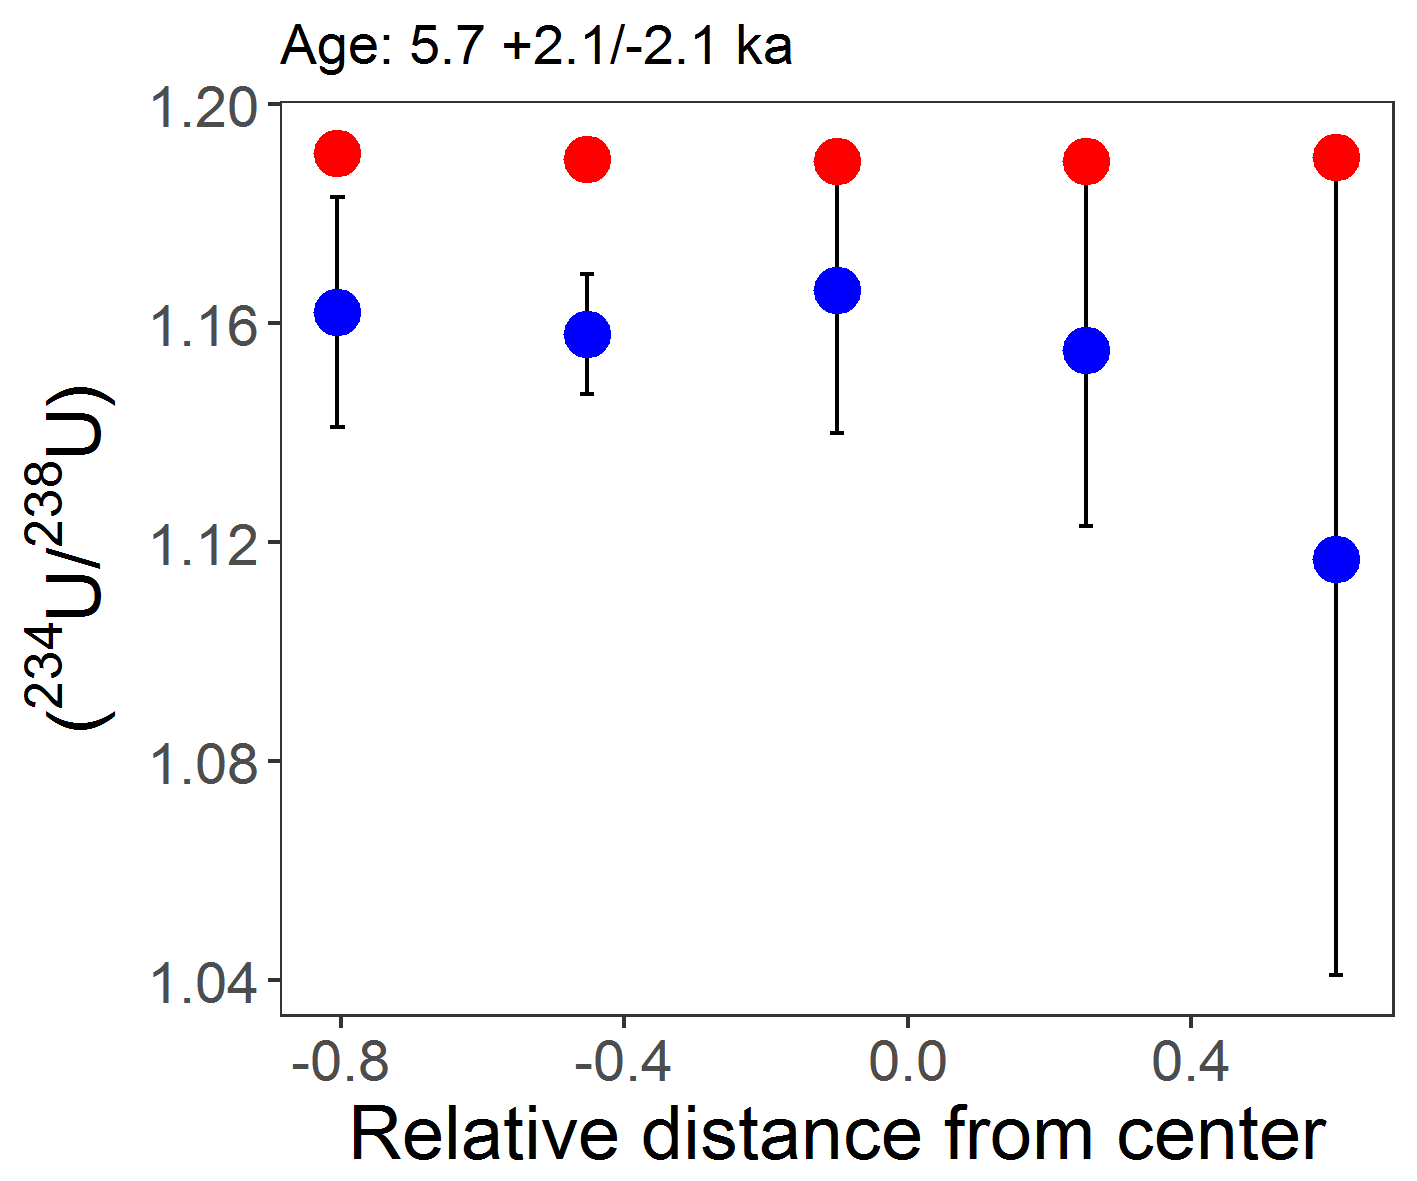 Age: 5.7 +2.1/-2.1 ka
1.20
1.16
1.12
1.08
1.04
(²³⁴U/²³⁸U)
-0.8 -0.4 0.0 0.4
Relative distance from center